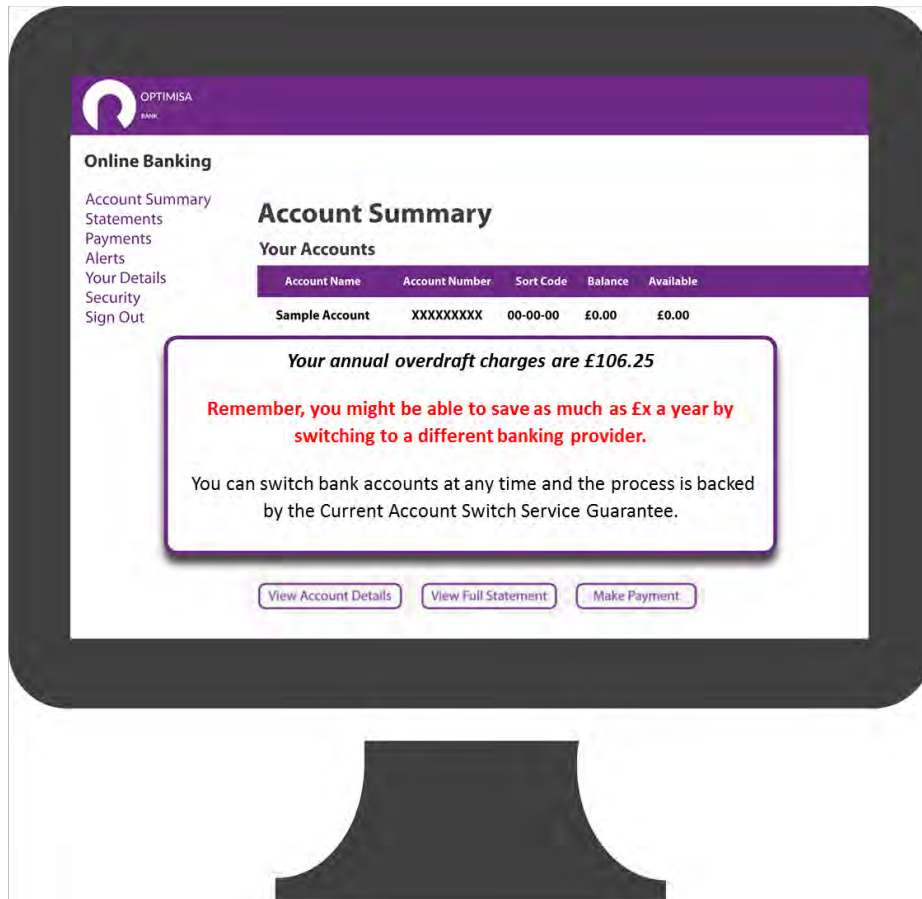 OPTIMISA
BANK
Online Banking
Account Summary
Statements
Payments
Alerts
Your Details
Security
Sign Out
Account Summary
Your Accounts
Account Name Account Number Sort Code Balance Available
Sample Account XXXXXXXXX 00-00-00 £0.00 £0.00
Your annual overdraft charges are £106.25
Remember, you might be able to save as much as £x a year by
switching to a different banking provider.
You can switch bank accounts at any time and the process is backed
by the Current Account Switch Service Guarantee.
View Account Details View Full Statement Make Payment